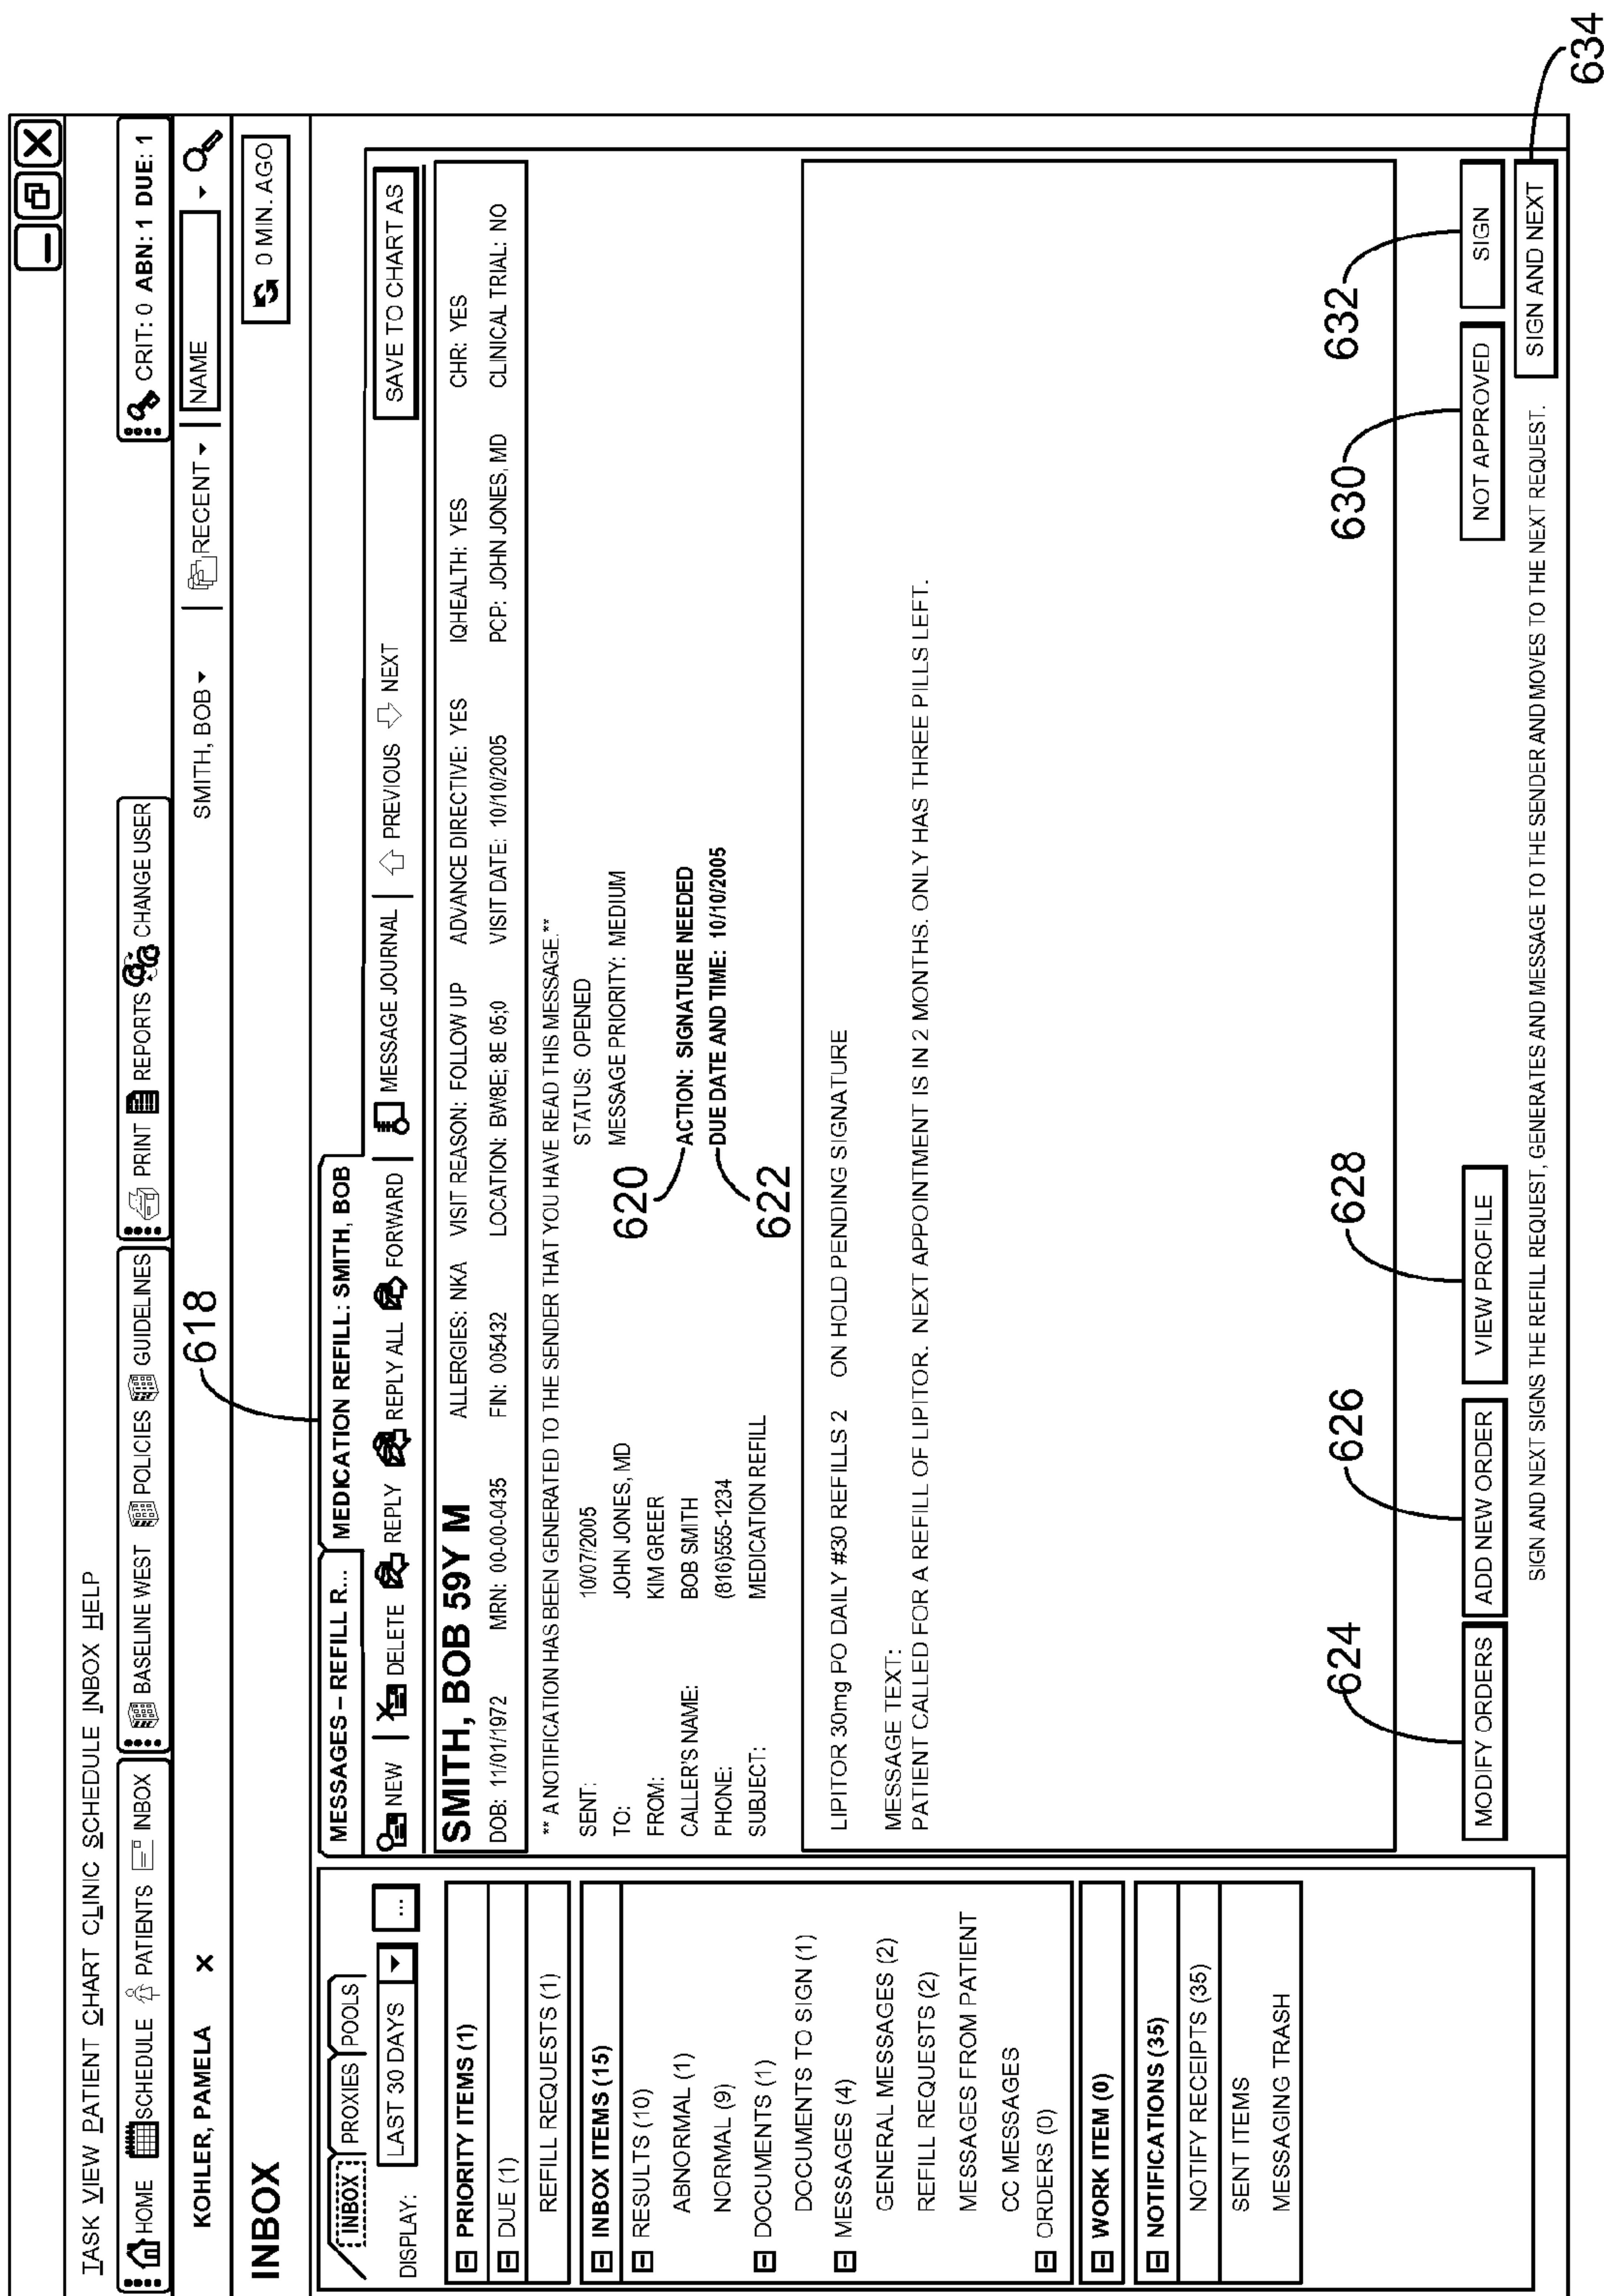 TASK VIEW PATIENT CHART CLINIC SCHEDULE INBOX HELP
HOME SCHEDULE PATIENTS INBOX BASELINE WEST POLICIES GUIDELINES PRINT REPORTS CHANGE USER CRIT: 0 ABN: 1 DUE: 1
KOHLER, PAMELA × SMITH, BOB RECENT NAME
618
INBOX
0 MIN. AGO
INBOX PROXIES POOLS
DISPLAY: LAST 30 DAYS ...
PRIORITY ITEMS (1)
DUE (1)
REFILL REQUESTS (1)
INBOX ITEMS (15)
RESULTS (10)
ABNORMAL (1)
NORMAL (9)
DOCUMENTS (1)
DOCUMENTS TO SIGN (1)
MESSAGES (4)
GENERAL MESSAGES (2)
REFILL REQUESTS (2)
MESSAGES FROM PATIENT
CC MESSAGES
ORDERS (0)
WORK ITEM (0)
NOTIFICATIONS (35)
NOTIFY RECEIPTS (35)
SENT ITEMS
MESSAGING TRASH
MESSAGES – REFILL R... MEDICATION REFILL: SMITH, BOB
NEW DELETE REPLY REPLY ALL FORWARD MESSAGE JOURNAL PREVIOUS NEXT SAVE TO CHART AS
SMITH, BOB 59Y M ALLERGIES: NKA VISIT REASON: FOLLOW UP ADVANCE DIRECTIVE: YES IQHEALTH: YES CHR: YES
DOB: 11/01/1972 MRN: 00-00-0435 FIN: 005432 LOCATION: BW8E; 8E 05;0 VISIT DATE: 10/10/2005 PCP: JOHN JONES, MD CLINICAL TRIAL: NO
** A NOTIFICATION HAS BEEN GENERATED TO THE SENDER THAT YOU HAVE READ THIS MESSAGE.**
SENT: 10/07/2005 STATUS: OPENED
TO: JOHN JONES, MD MESSAGE PRIORITY: MEDIUM
FROM: KIM GREER 620
CALLER'S NAME: BOB SMITH ACTION: SIGNATURE NEEDED
PHONE: (816)555-1234 DUE DATE AND TIME: 10/10/2005
SUBJECT: MEDICATION REFILL 622
LIPITOR 30mg PO DAILY #30 REFILLS 2 ON HOLD PENDING SIGNATURE
MESSAGE TEXT:
PATIENT CALLED FOR A REFILL OF LIPITOR. NEXT APPOINTMENT IS IN 2 MONTHS. ONLY HAS THREE PILLS LEFT.
624 626 628 630 632
MODIFY ORDERS ADD NEW ORDER VIEW PROFILE NOT APPROVED SIGN
SIGN AND NEXT SIGNS THE REFILL REQUEST, GENERATES AND MESSAGE TO THE SENDER AND MOVES TO THE NEXT REQUEST. SIGN AND NEXT
634